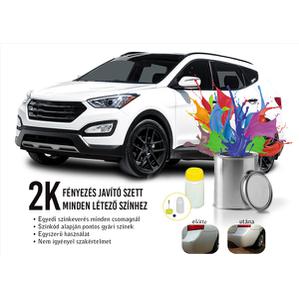 2K FÉNYEZÉS JAVÍTÓ SZETT
MINDEN LÉTEZŐ SZÍNHEZ
• Egyedi színkeverés minden csomagnál
• Színkód alapján pontos gyári színek
• Egyszerű használat
• Nem igényel szakértelmet
előtte
utána